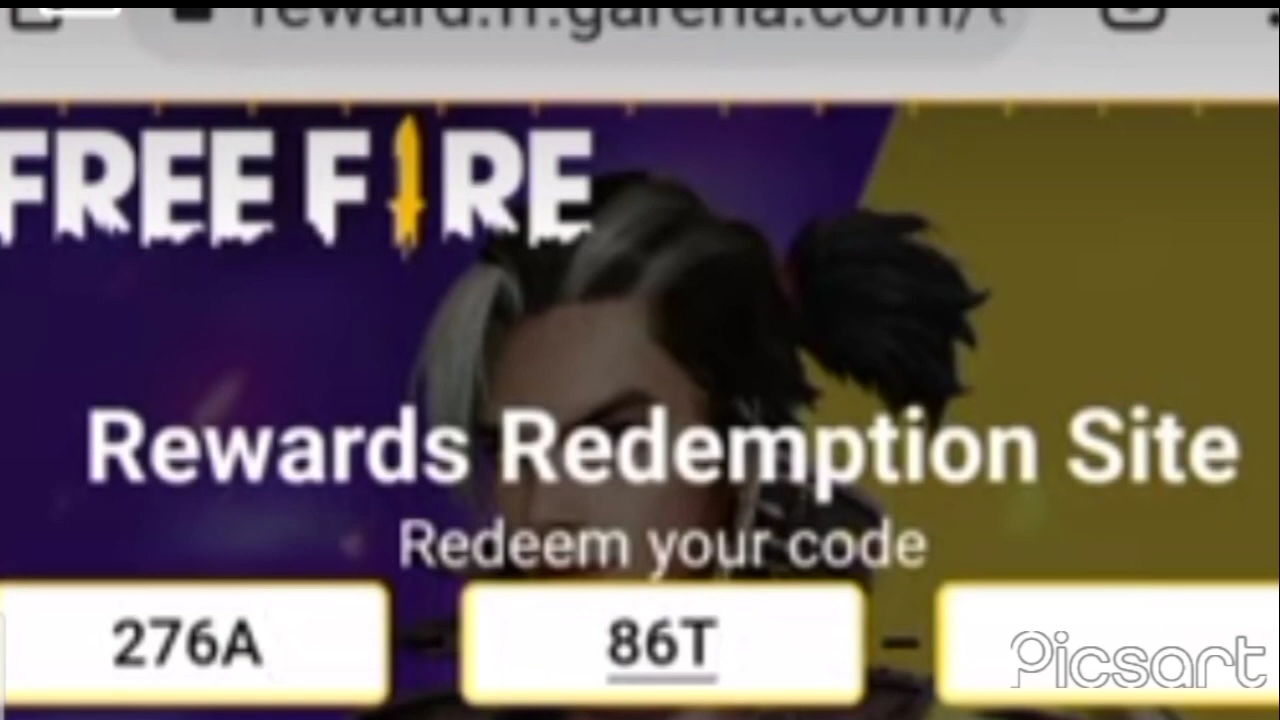 reward.ff.garena.com/
FREE FIRE
Rewards Redemption Site
Redeem your code
276A - 86T -
Picsart